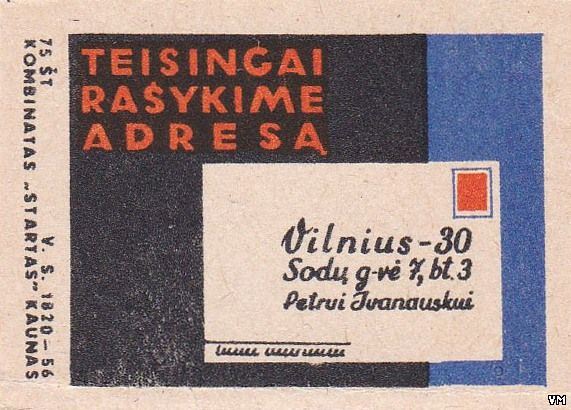 TEISINGAI
RAŠYKIME
ADRESĄ
Vilnius-30
Sodų g-vė 7, bt. 3
Petrui Ivanauskui
75 ŠT
KOMBINATAS „STARTAS" KAUNAS
V. S. 1820-56
VM